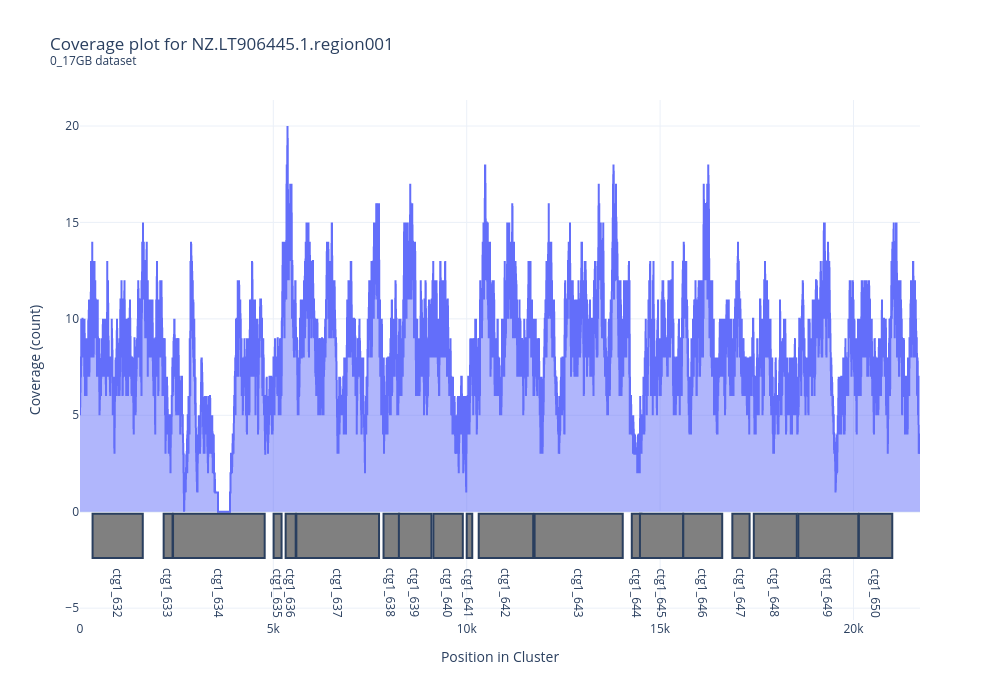 Coverage plot for NZ.LT906445.1.region001
0_17GB dataset
20
15
10
5
0
−5
Coverage (count)
ctg1_632
ctg1_633
ctg1_634
ctg1_635
ctg1_636
ctg1_637
ctg1_638
ctg1_639
ctg1_640
ctg1_641
ctg1_642
ctg1_643
ctg1_644
ctg1_645
ctg1_646
ctg1_647
ctg1_648
ctg1_649
ctg1_650
0
5k
10k
15k
20k
Position in Cluster